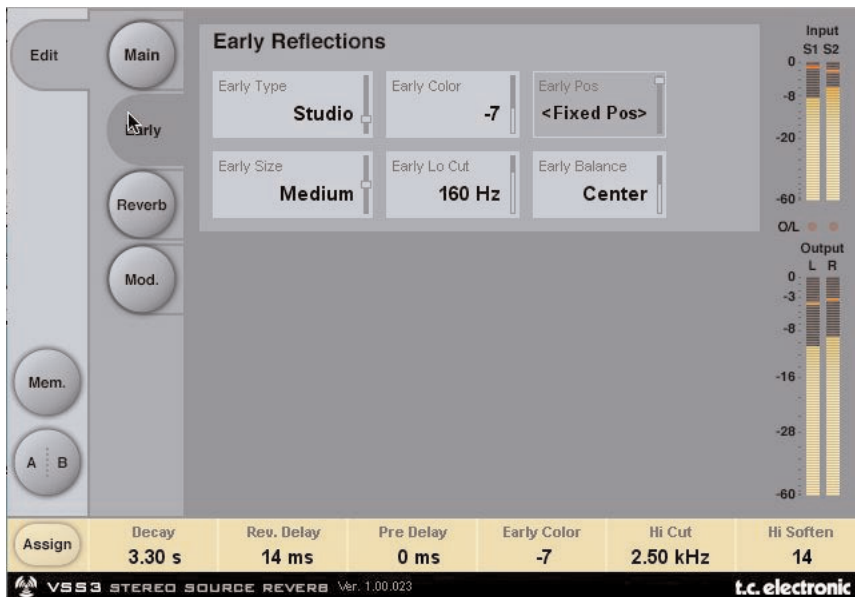 Edit
Main
Early
Reverb
Mod.
Mem.
A B
Early Reflections
Early Type
Studio
Early Color
-7
Early Pos
<Fixed Pos>
Early Size
Medium
Early Lo Cut
160 Hz
Early Balance
Center
Input
S1 S2
0
-8
-20
-60
O/L
Output
L R
0
-3
-8
-16
-28
-60
Assign
Decay
3.30 s
Rev. Delay
14 ms
Pre Delay
0 ms
Early Color
-7
Hi Cut
2.50 kHz
Hi Soften
14
VSS3 STEREO SOURCE REVERB Ver. 1.00.023
t.c. electronic